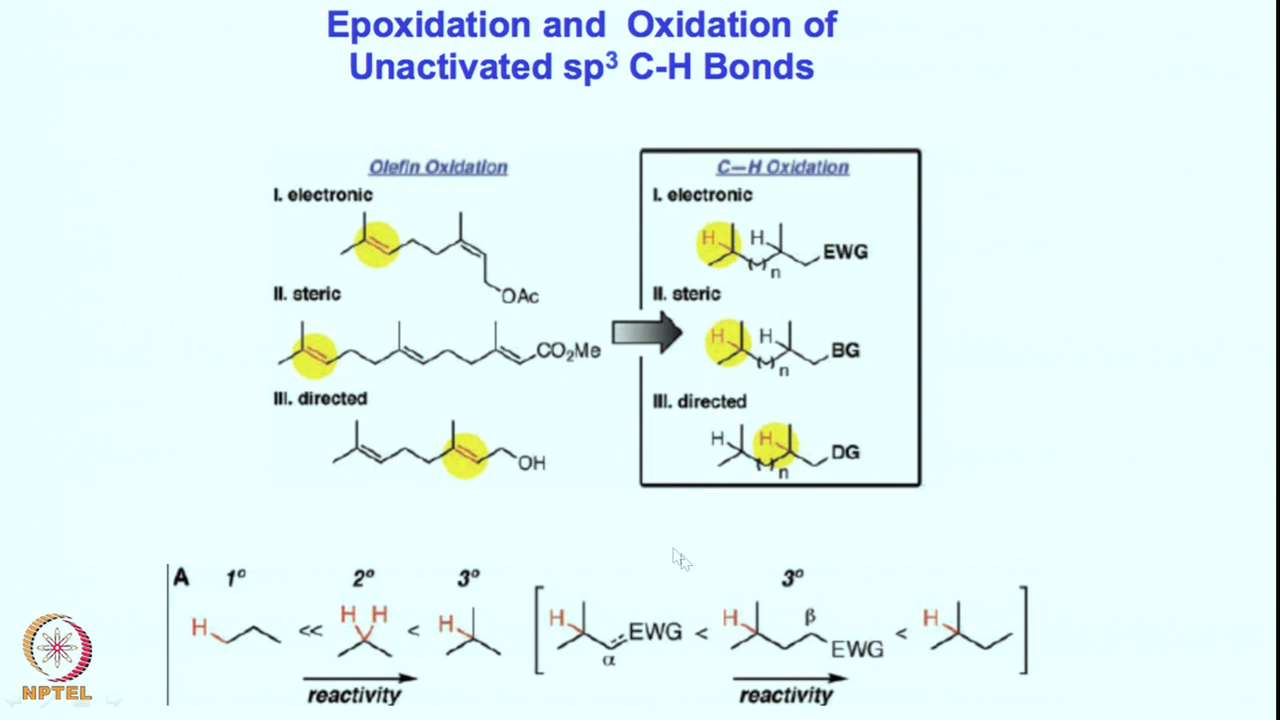 Epoxidation and Oxidation of
Unactivated sp³ C-H Bonds
Olefin Oxidation
I. electronic
OAc
II. steric
CO₂Me
III. directed
OH
C–H Oxidation
I. electronic
H H EWG
n
II. steric
H H BG
n
III. directed
H H DG
n
A 1° 2° 3° 3°
H << H H < H H EWG < H β EWG < H
α
reactivity reactivity
NPTEL